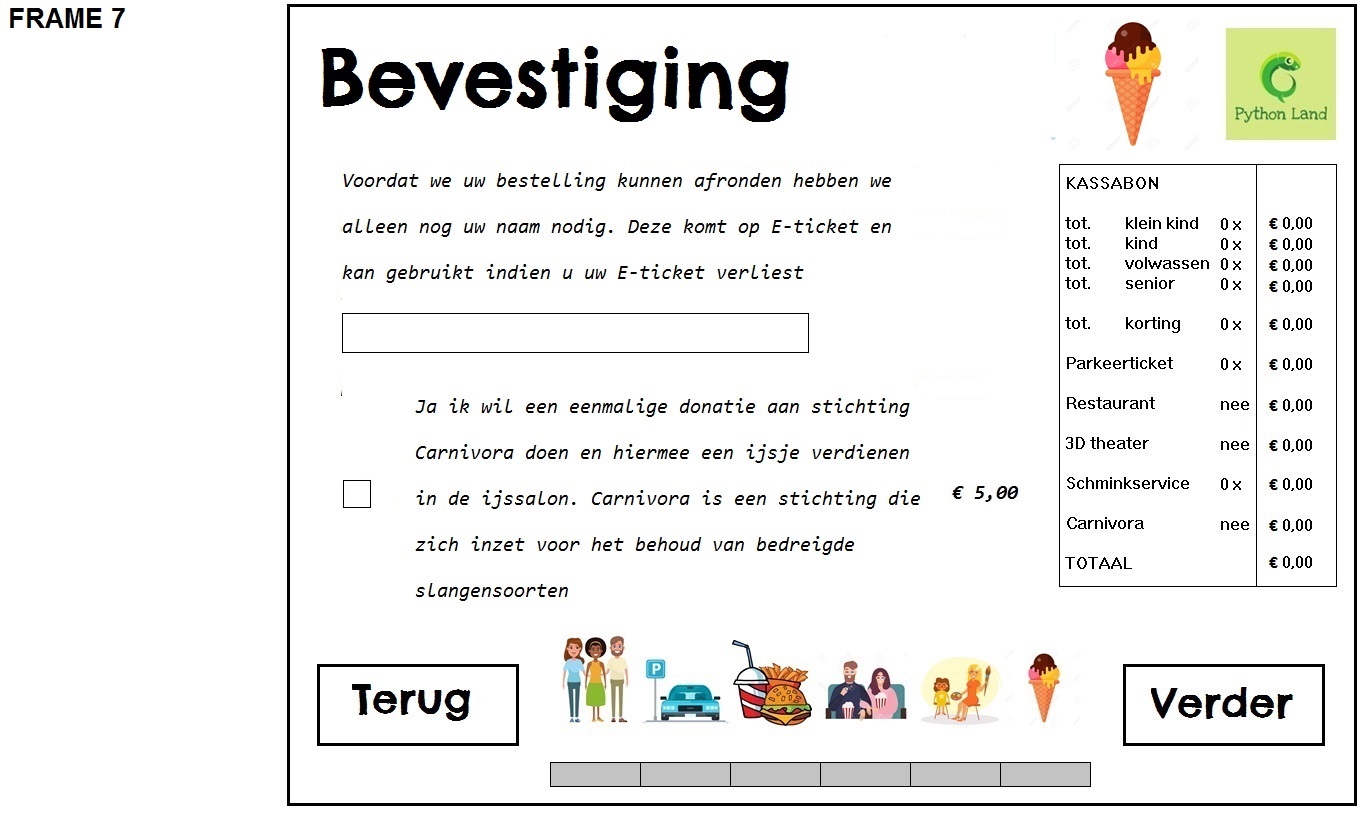 FRAME 7
Bevestiging
Python Land
Voordat we uw bestelling kunnen afronden hebben we
alleen nog uw naam nodig. Deze komt op E-ticket en
kan gebruikt indien u uw E-ticket verliest
Ja ik wil een eenmalige donatie aan stichting
Carnivora doen en hiermee een ijsje verdienen
in de ijssalon. Carnivora is een stichting die
zich inzet voor het behoud van bedreigde
slangensoorten
€ 5,00
KASSABON
tot. klein kind 0 x € 0,00
tot. kind 0 x € 0,00
tot. volwassen 0 x € 0,00
tot. senior 0 x € 0,00
tot. korting 0 x € 0,00
Parkeerticket 0 x € 0,00
Restaurant nee € 0,00
3D theater nee € 0,00
Schminkservice 0 x € 0,00
Carnivora nee € 0,00
TOTAAL € 0,00
Terug
P
Verder